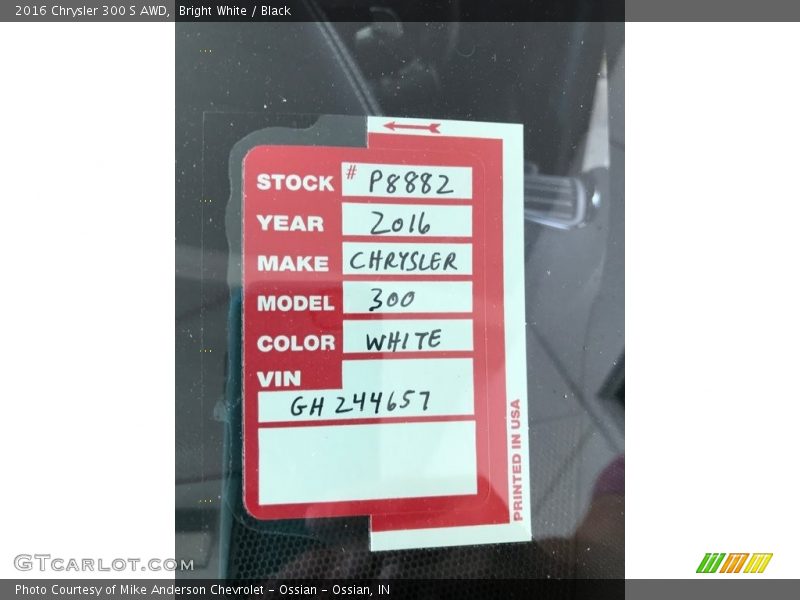 2016 Chrysler 300 S AWD, Bright White / Black
STOCK # P8882
YEAR 2016
MAKE CHRYSLER
MODEL 300
COLOR WHITE
VIN
GH244657
PRINTED IN USA
GTCARLOT.COM
Photo Courtesy of Mike Anderson Chevrolet - Ossian - Ossian, IN